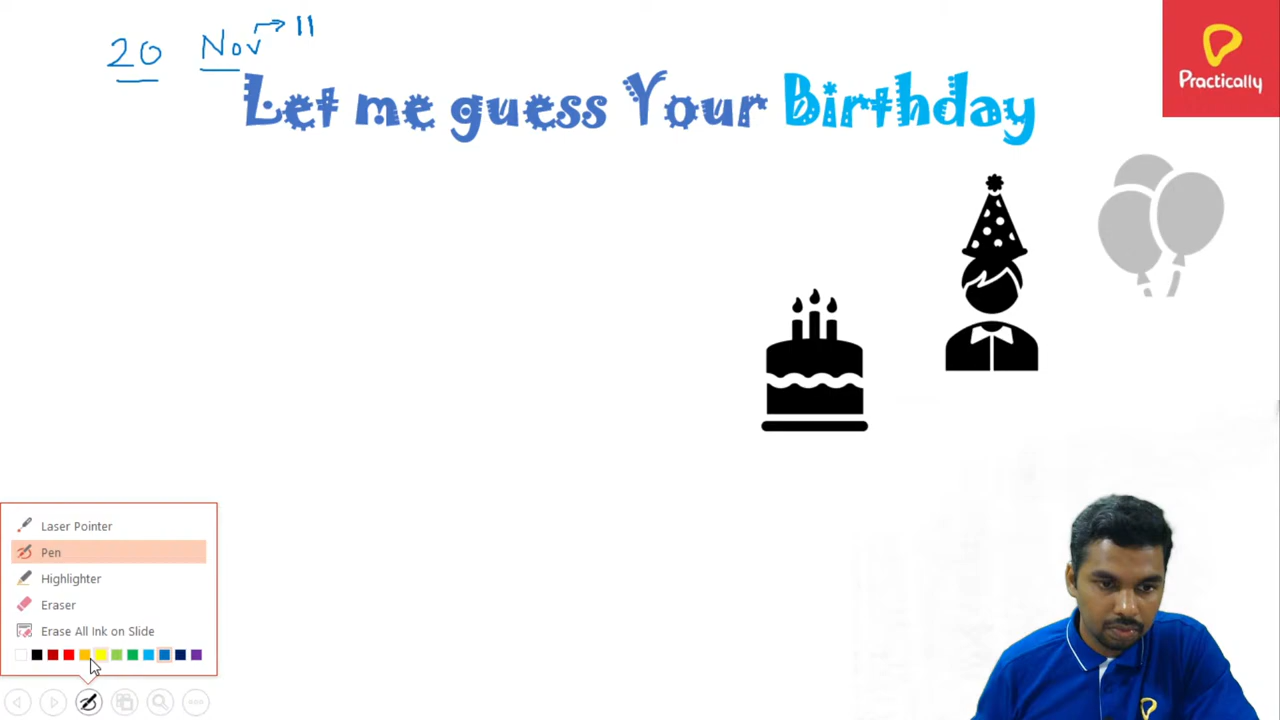 20 Nov → 11
Let me guess Your Birthday
Practically
Laser Pointer
Pen
Highlighter
Eraser
Erase All Ink on Slide